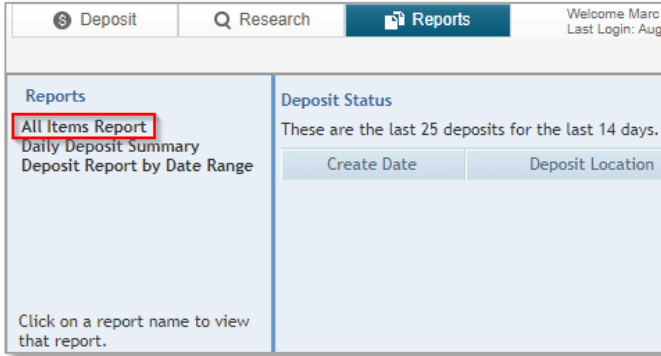 Deposit
Research
Reports
Welcome Marc
Last Login: Aug
Reports
All Items Report
Daily Deposit Summary
Deposit Report by Date Range
Click on a report name to view
that report.
Deposit Status
These are the last 25 deposits for the last 14 days.
Create Date
Deposit Location